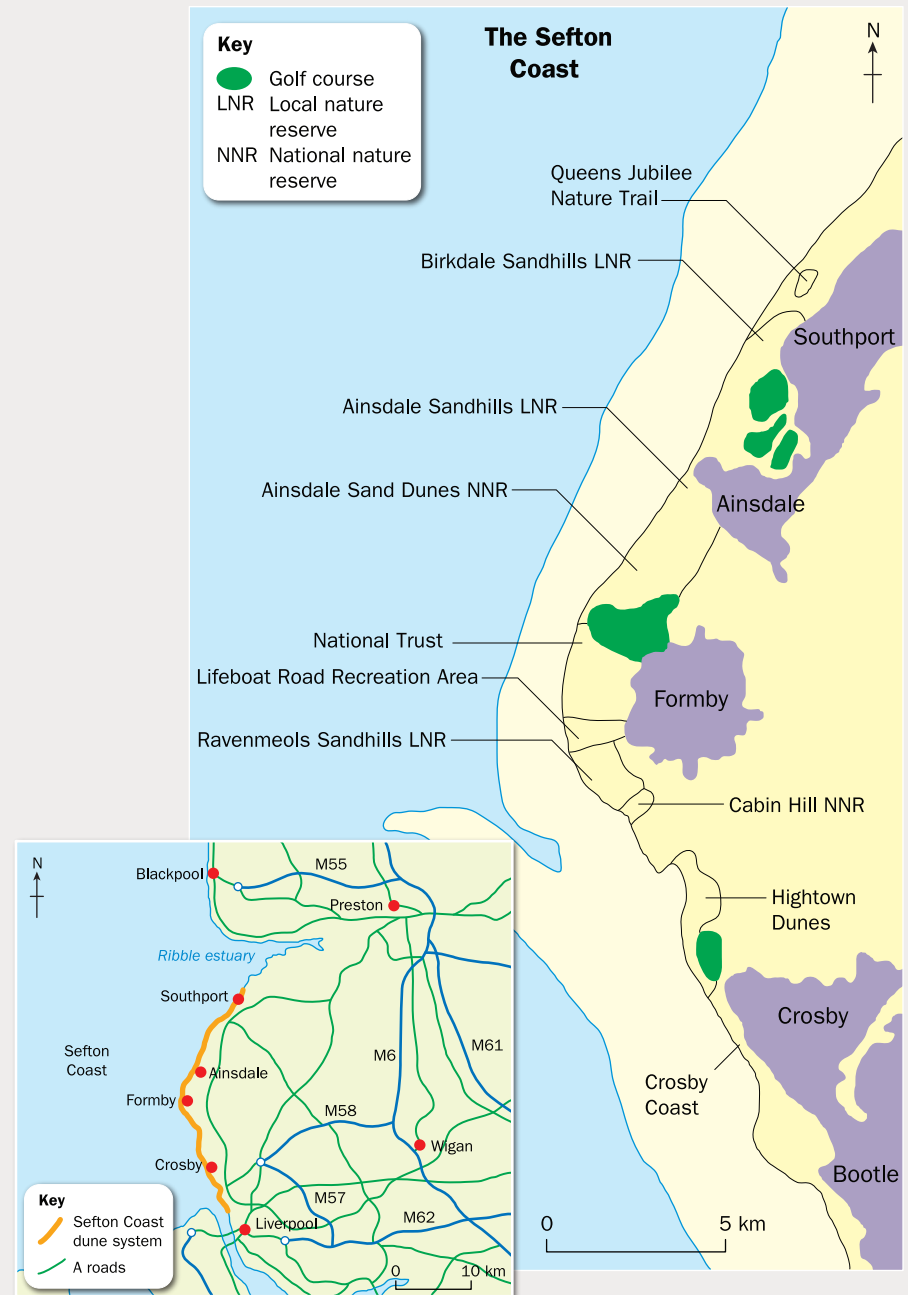 The Sefton
Coast
N
Key
Golf course
LNR Local nature
reserve
NNR National nature
reserve
Queens Jubilee
Nature Trail
Birkdale Sandhills LNR
Southport
Ainsdale Sandhills LNR
Ainsdale Sand Dunes NNR
Ainsdale
National Trust
Lifeboat Road Recreation Area
Formby
Ravenmeols Sandhills LNR
Cabin Hill NNR
Hightown
Dunes
Crosby
Crosby
Coast
Bootle
0 5 km
N
Blackpool
M55
Preston
Ribble estuary
Southport
Sefton
Coast
M6
M61
Ainsdale
Formby
M58
Wigan
Crosby
M57
M62
Liverpool
Key
Sefton Coast
dune system
A roads
0 10 km